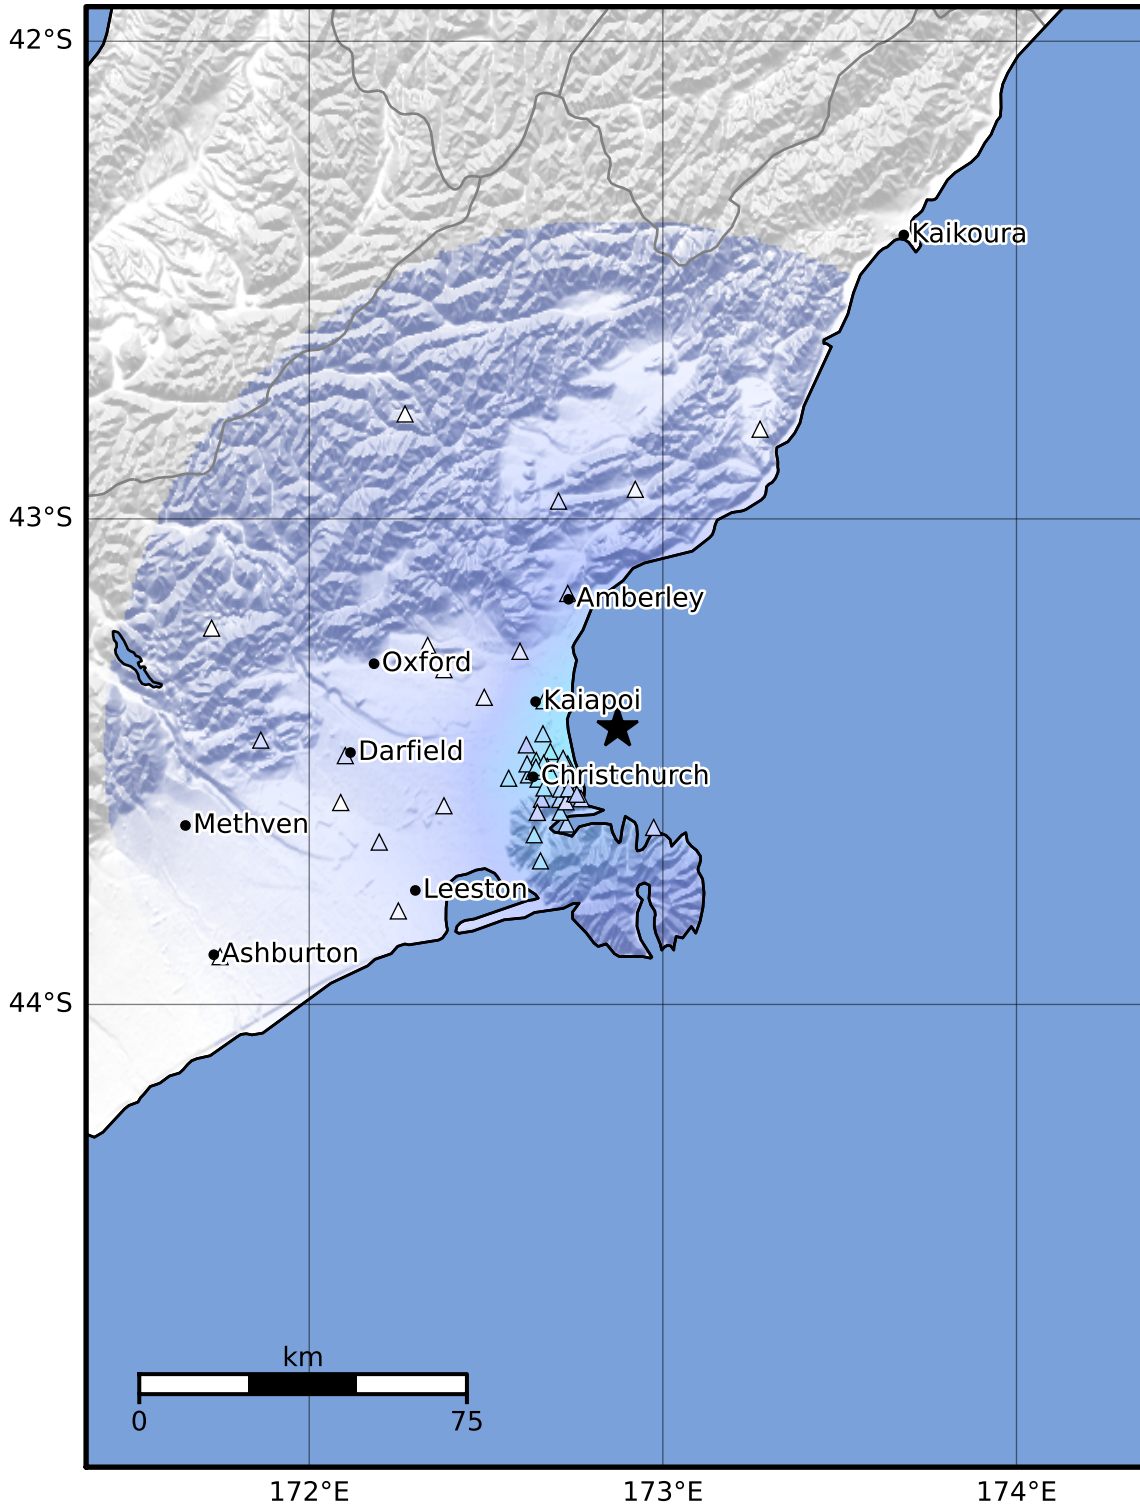 42°S
Kaikoura
43°S
Amberley
Oxford
Kaiapoi
Darfield
Christchurch
Methven
Leeston
Ashburton
44°S
km
0 75
172°E 173°E 174°E